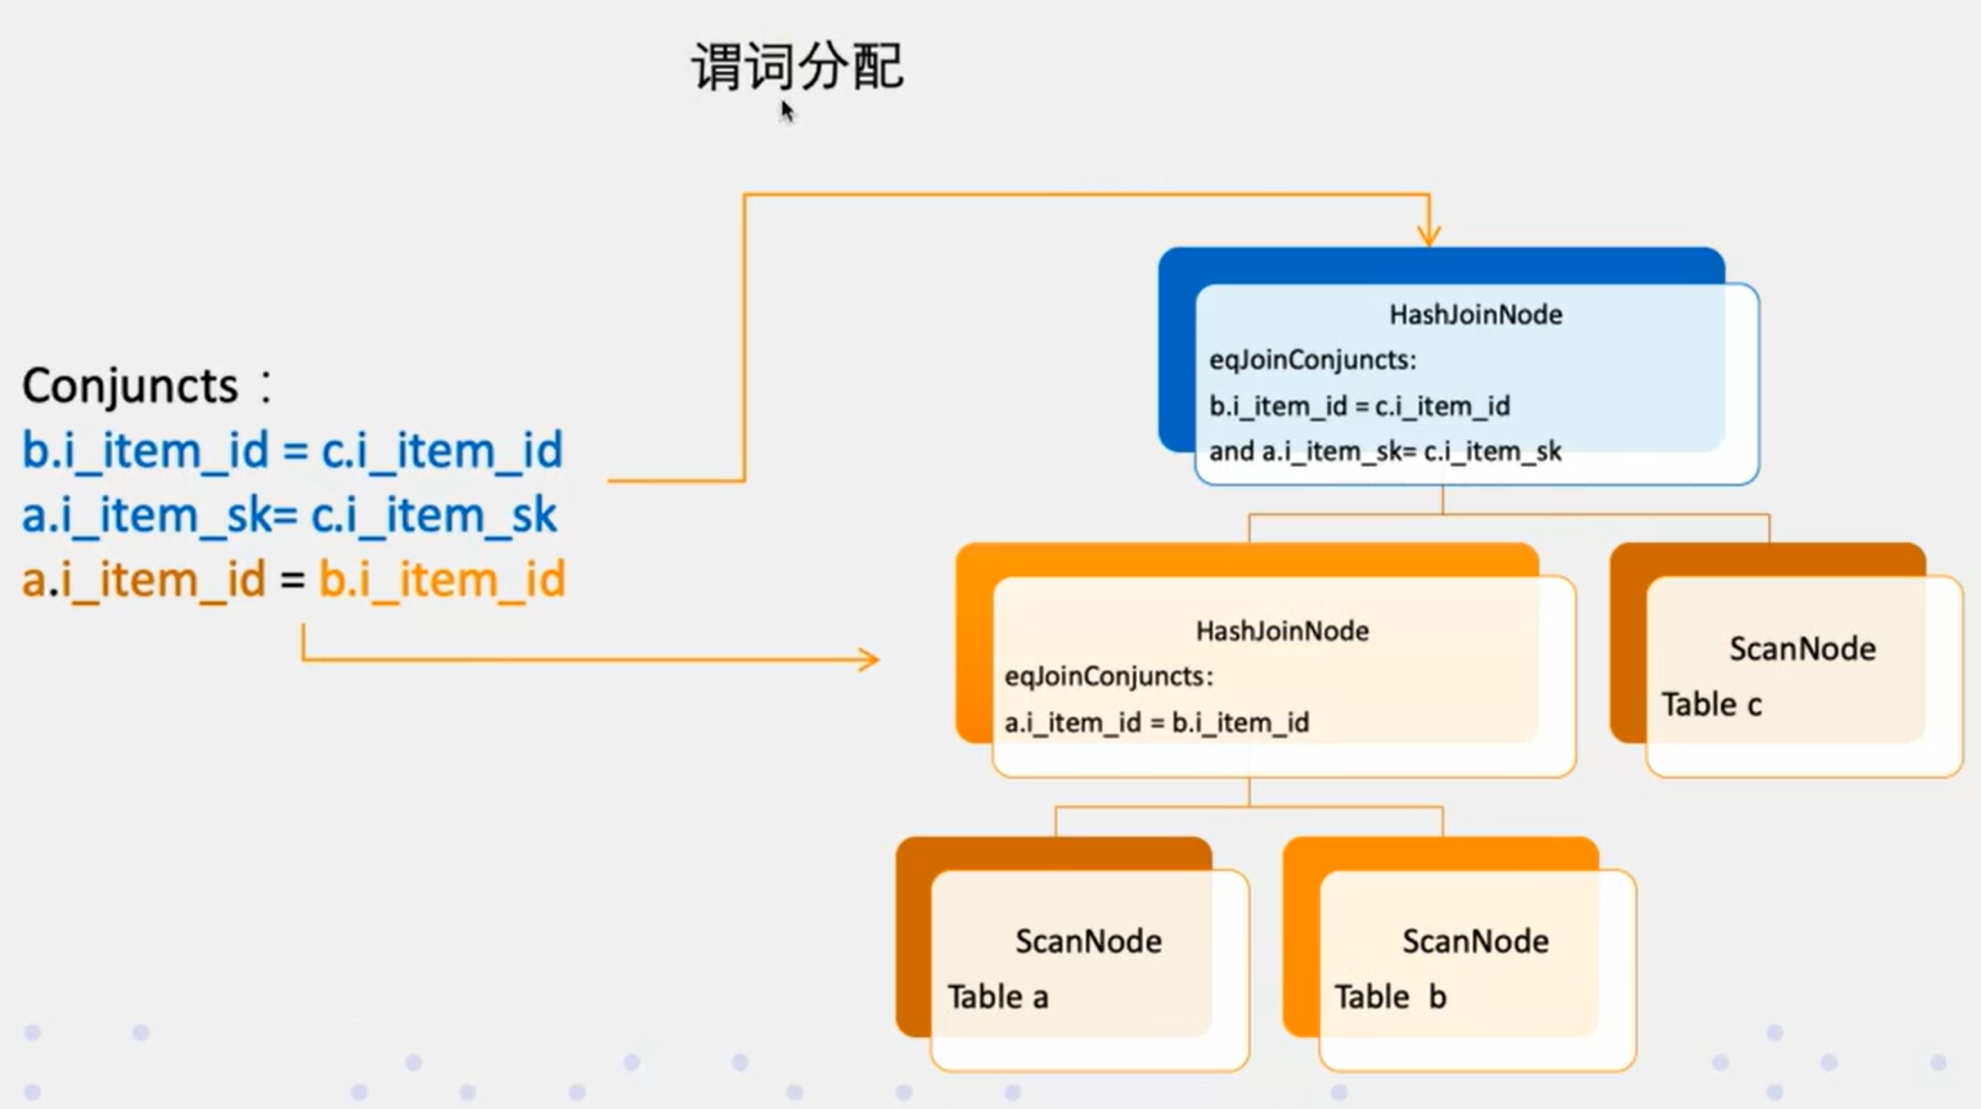 谓词分配
Conjuncts：
b.i_item_id = c.i_item_id
a.i_item_sk= c.i_item_sk
a.i_item_id = b.i_item_id
HashJoinNode
eqJoinConjuncts:
b.i_item_id = c.i_item_id
and a.i_item_sk= c.i_item_sk
HashJoinNode
eqJoinConjuncts:
a.i_item_id = b.i_item_id
ScanNode
Table c
ScanNode
Table a
ScanNode
Table b